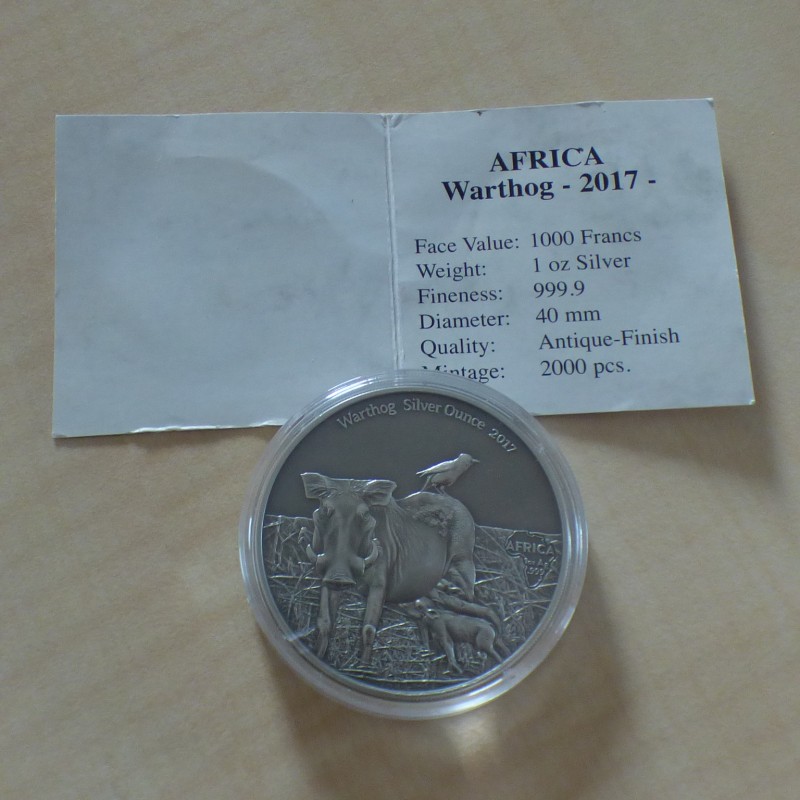 AFRICA
Warthog - 2017 -
Face Value: 1000 Francs
Weight: 1 oz Silver
Fineness: 999.9
Diameter: 40 mm
Quality: Antique-Finish
Mintage: 2000 pcs.
Warthog Silver Ounce 2017
AFRICA